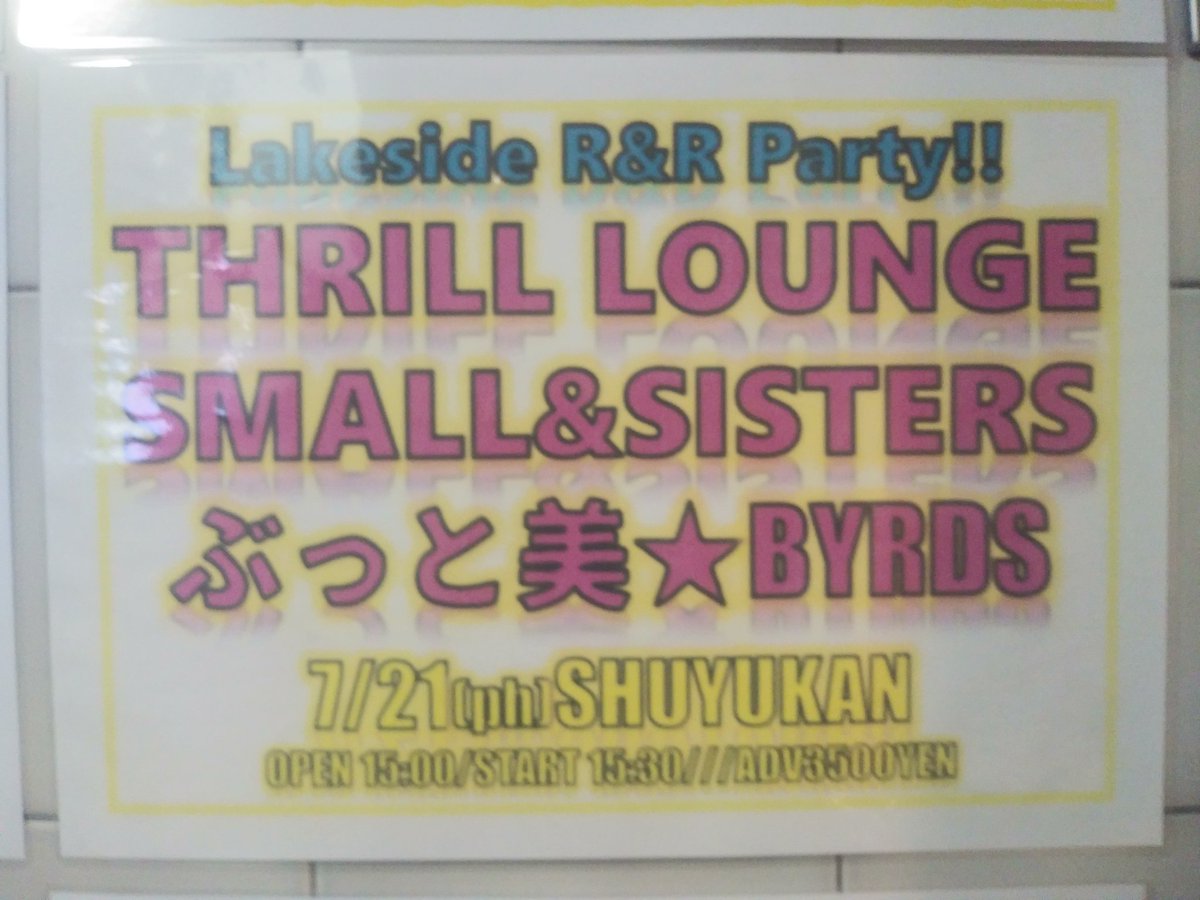 Lakeside R&R Party!!
THRILL LOUNGE
SMALL&SISTERS
ぶっと美★BYRDS
7/21(ph)SHUYUKAN
OPEN 15:00/START 15:30///ADV3500YEN